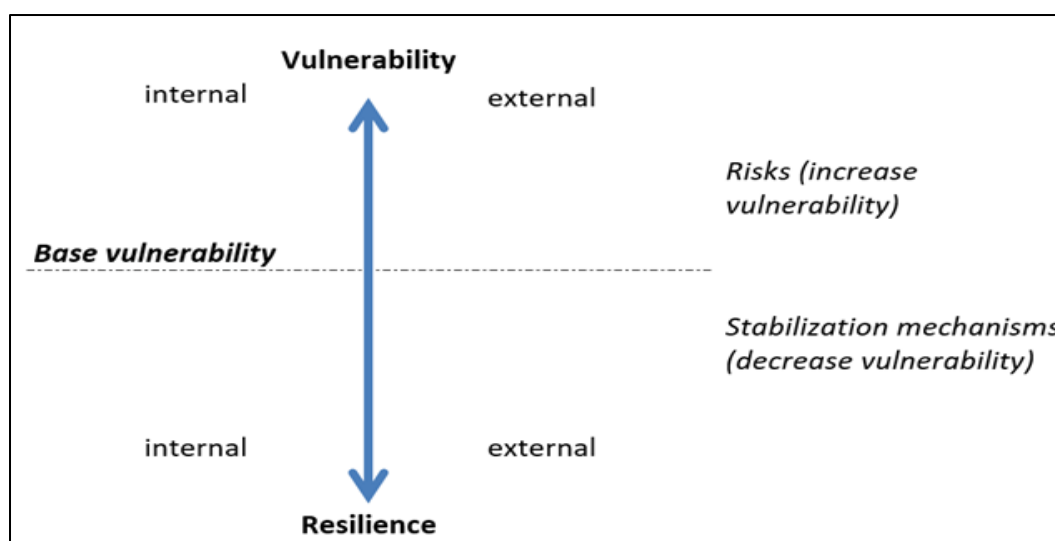 Vulnerability
internal
external
Risks (increase
vulnerability)
Base vulnerability
Stabilization mechanisms
(decrease vulnerability)
internal
external
Resilience